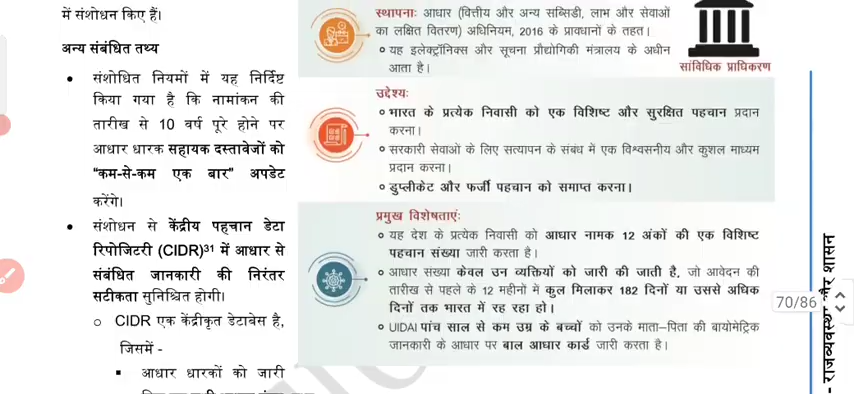 में संशोधन किए हैं।
अन्य संबंधित तथ्य
• संशोधित नियमों में यह निर्दिष्ट
किया गया है कि नामांकन की
तारीख से 10 वर्ष पूरे होने पर
आधार धारक सहायक दस्तावेजों को
"कम-से-कम एक बार" अपडेट
करेंगे।
• संशोधन से केंद्रीय पहचान डेटा
रिपोजिटरी (CIDR)³¹ में आधार से
संबंधित जानकारी की निरंतर
सटीकता सुनिश्चित होगी।
○ CIDR एक केंद्रीकृत डेटाबेस है,
जिसमें -
▪ आधार धारकों को जारी
स्थापना: आधार (वित्तीय और अन्य सब्सिडी, लाभ और सेवाओं
का लक्षित वितरण) अधिनियम, 2016 के प्रावधानों के तहत।
○ यह इलेक्ट्रॉनिक्स और सूचना प्रौद्योगिकी मंत्रालय के अधीन
आता है।
सांविधिक प्राधिकरण
उद्देश्य:
○ भारत के प्रत्येक निवासी को एक विशिष्ट और सुरक्षित पहचान प्रदान
करना।
○ सरकारी सेवाओं के लिए सत्यापन के संबंध में एक विश्वसनीय और कुशल माध्यम
प्रदान करना।
○ डुप्लीकेट और फर्जी पहचान को समाप्त करना।
प्रमुख विशेषताएं:
○ यह देश के प्रत्येक निवासी को आधार नामक 12 अंकों की एक विशिष्ट
पहचान संख्या जारी करता है।
○ आधार संख्या केवल उन व्यक्तियों को जारी की जाती है, जो आवेदन की
तारीख से पहले के 12 महीनों में कुल मिलाकर 182 दिनों या उससे अधिक
दिनों तक भारत में रह रहा हो।
○ UIDAI पांच साल से कम उम्र के बच्चों को उनके माता-पिता की बायोमेट्रिक
जानकारी के आधार पर बाल आधार कार्ड जारी करता है।
70/86
- राजव्यवस्था और शासन